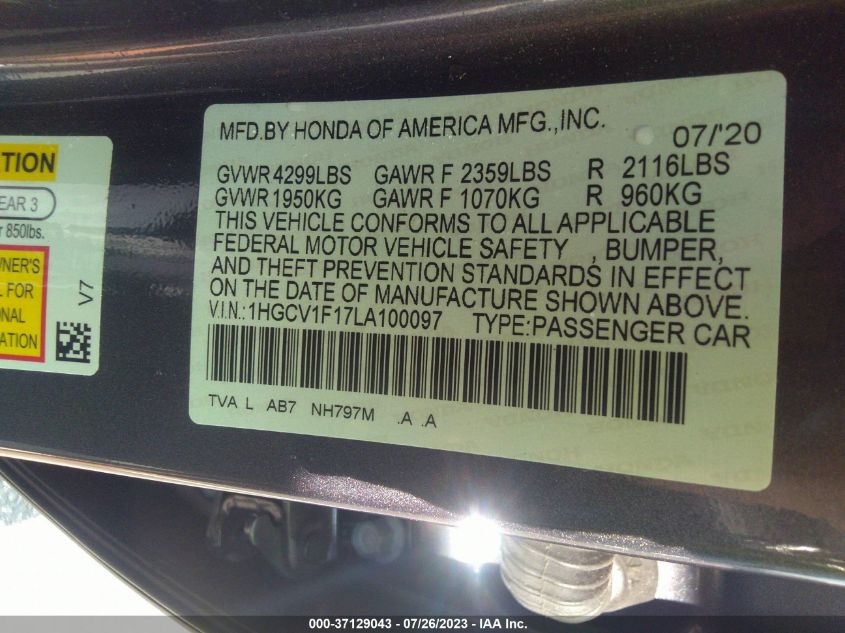 TION
EAR 3
850lbs.
WNER'S
L FOR
ONAL
ATION
V7
MFD.BY HONDA OF AMERICA MFG.,INC. 07/'20
GVWR 4299LBS GAWR F 2359LBS R 2116LBS
GVWR 1950KG GAWR F 1070KG R 960KG
THIS VEHICLE CONFORMS TO ALL APPLICABLE
FEDERAL MOTOR VEHICLE SAFETY , BUMPER,
AND THEFT PREVENTION STANDARDS IN EFFECT
ON THE DATE OF MANUFACTURE SHOWN ABOVE.
V.I.N.:1HGCV1F17LA100097 TYPE:PASSENGER CAR
TVA L AB7 NH797M .A .A
000-37129043 / 07/26/2023 - IAA Inc.